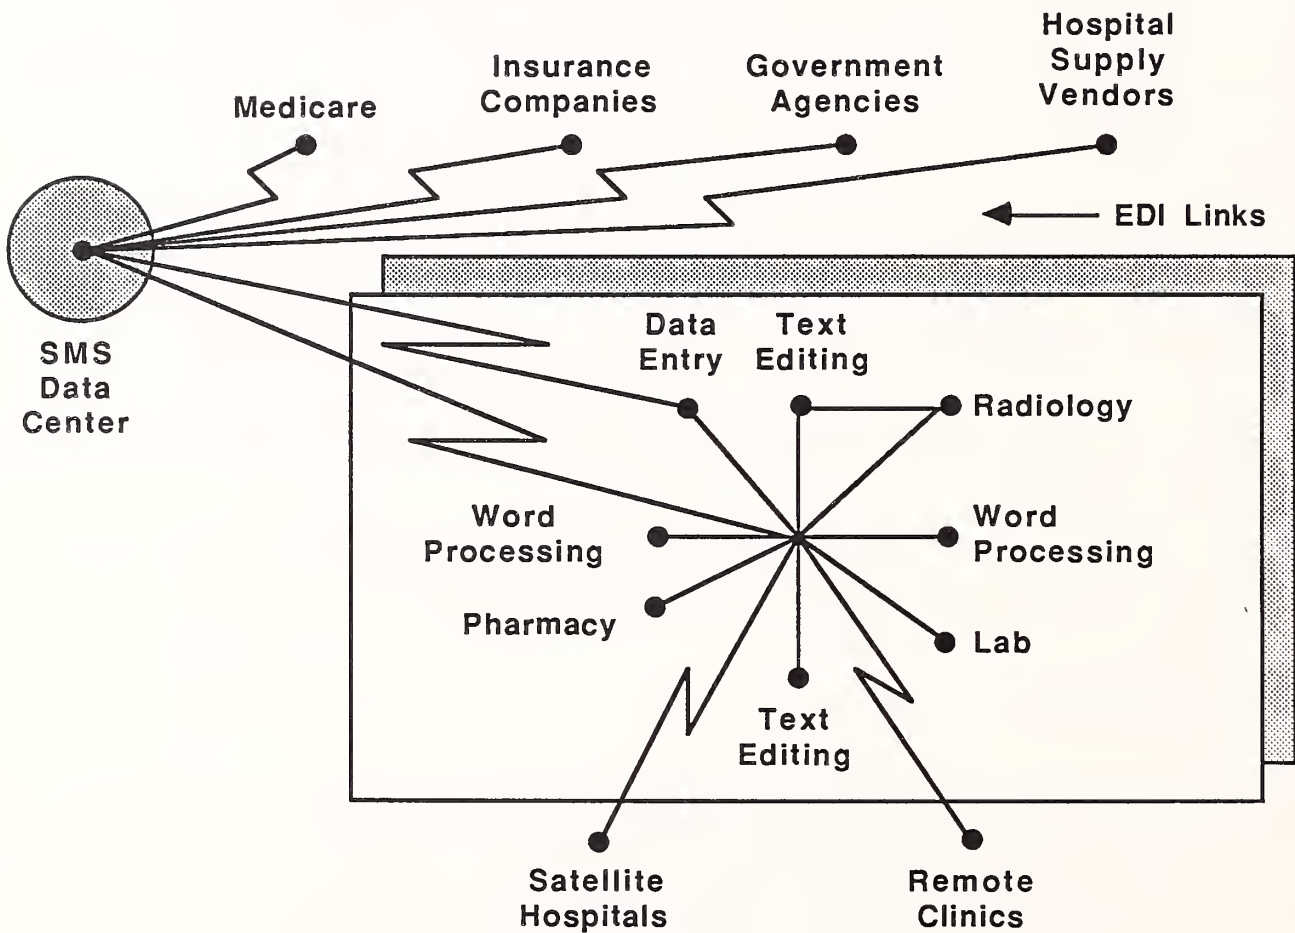 Hospital
Supply
Vendors
Insurance
Companies
Government
Agencies
Medicare
EDI Links
SMS
Data
Center
Data
Entry
Text
Editing
Radiology
Word
Processing
Word
Processing
Pharmacy
Lab
Text
Editing
Satellite
Hospitals
Remote
Clinics